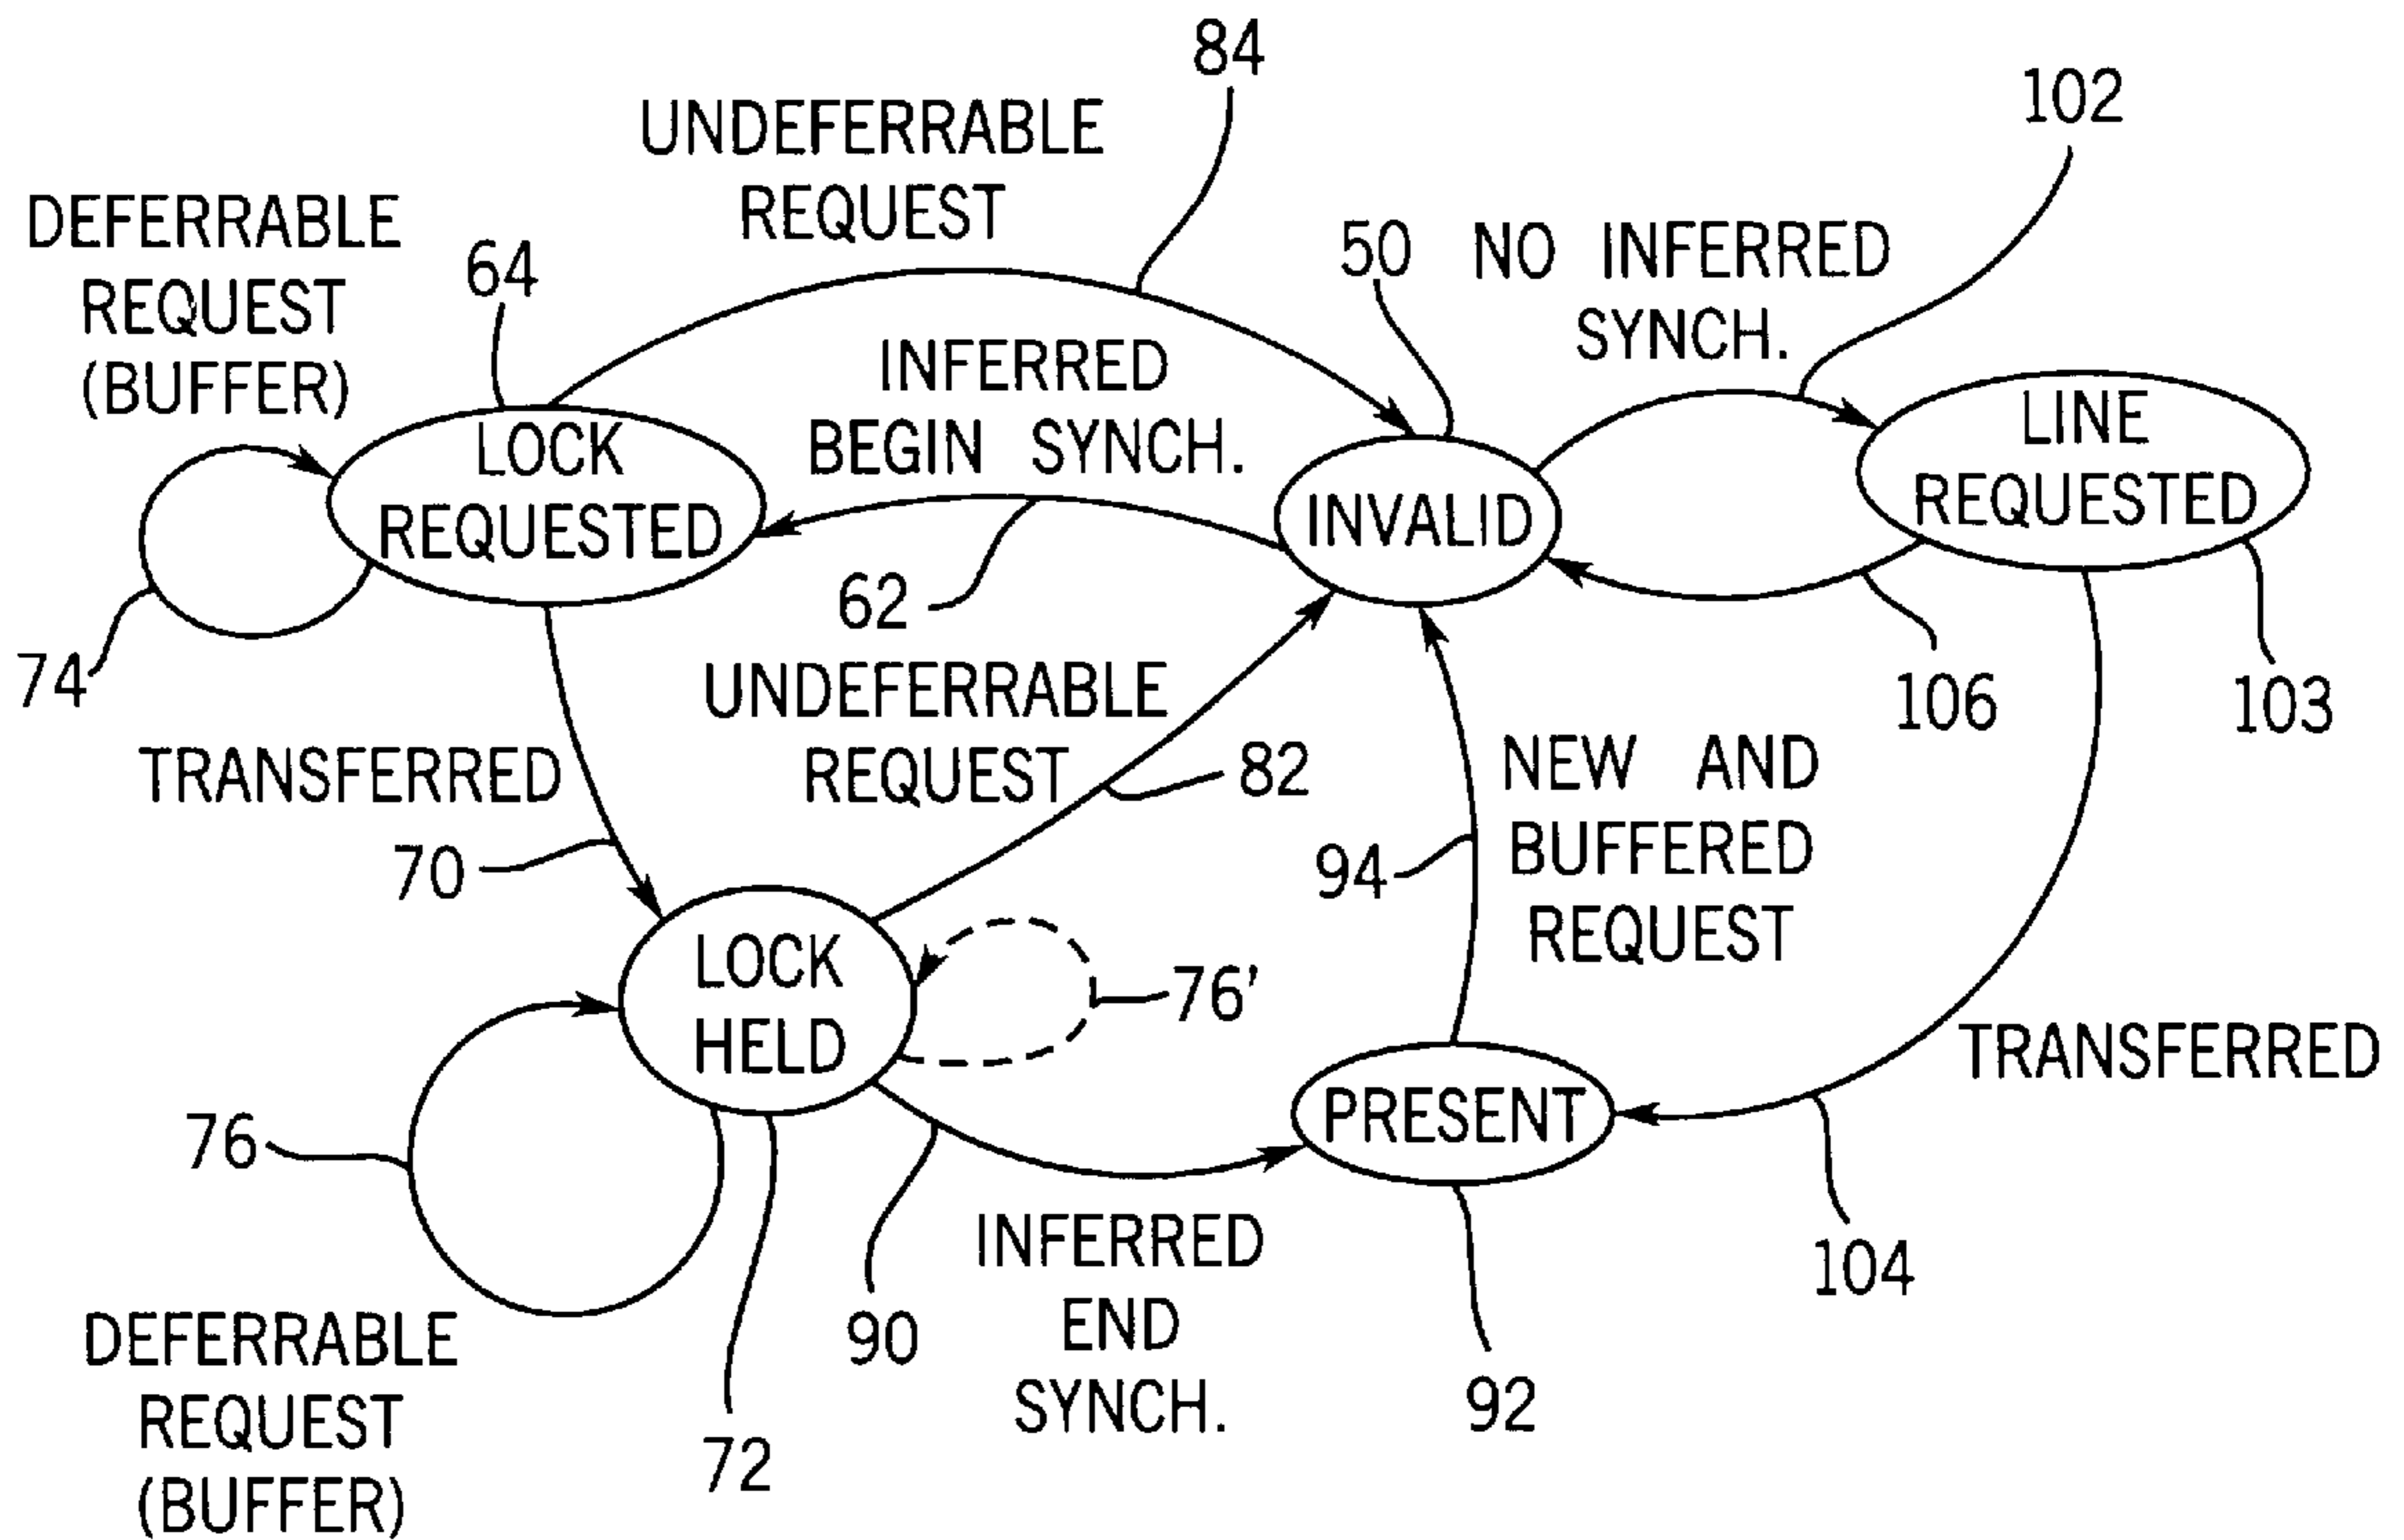 84
UNDEFERRABLE
REQUEST
102
DEFERRABLE
REQUEST
(BUFFER)
64
50
NO INFERRED
SYNCH.
INFERRED
BEGIN SYNCH.
LOCK
REQUESTED
INVALID
LINE
REQUESTED
74
62
106
103
TRANSFERRED
70
UNDEFERRABLE
REQUEST
82
94
NEW AND
BUFFERED
REQUEST
LOCK
HELD
76'
TRANSFERRED
PRESENT
76
104
DEFERRABLE
REQUEST
(BUFFER)
72
90
INFERRED
END
SYNCH.
92